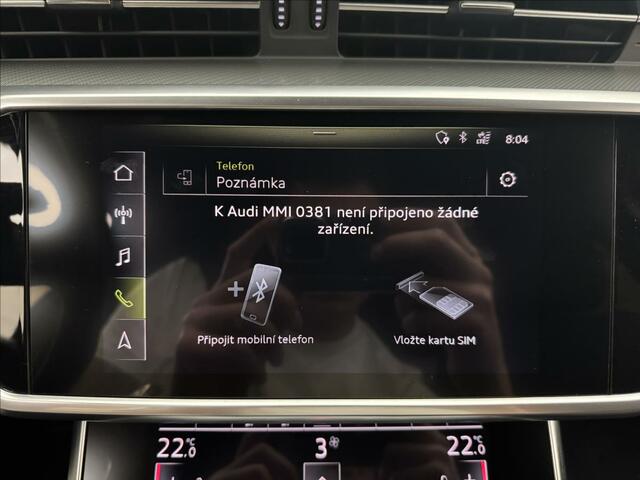 8:04
Telefon
Poznámka
K Audi MMI 0381 není připojeno žádné
zařízení.
Připojit mobilní telefon
Vložte kartu SIM
22.0°C 3 22.0°C